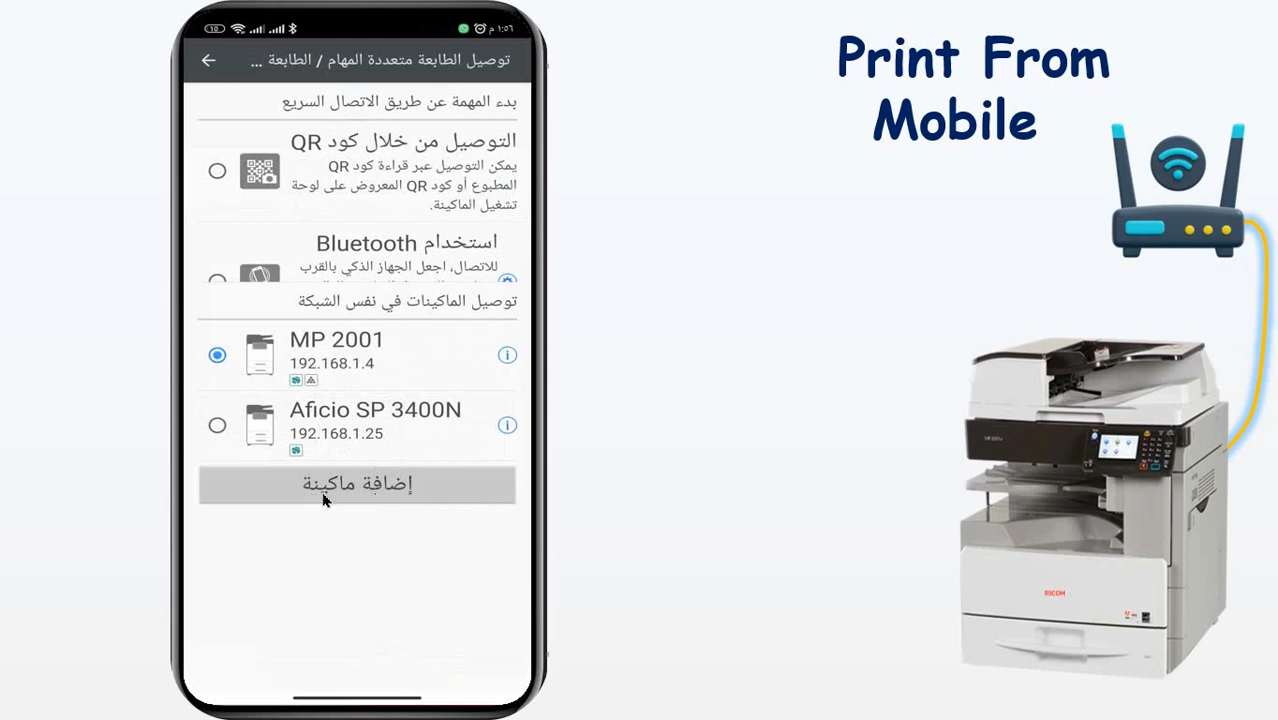 Print From
Mobile
١:٥٦ م
10
توصيل الطابعة متعددة المهام / الطابعة ...
بدء المهمة عن طريق الاتصال السريع
التوصيل من خلال كود QR
يمكن التوصيل عبر قراءة كود QR
المطبوع أو كود QR المعروض على لوحة
تشغيل الماكينة.
استخدام Bluetooth
للاتصال، اجعل الجهاز الذكي بالقرب
توصيل الماكينات في نفس الشبكة
MP 2001
192.168.1.4
Aficio SP 3400N
192.168.1.25
إضافة ماكينة
RICOH